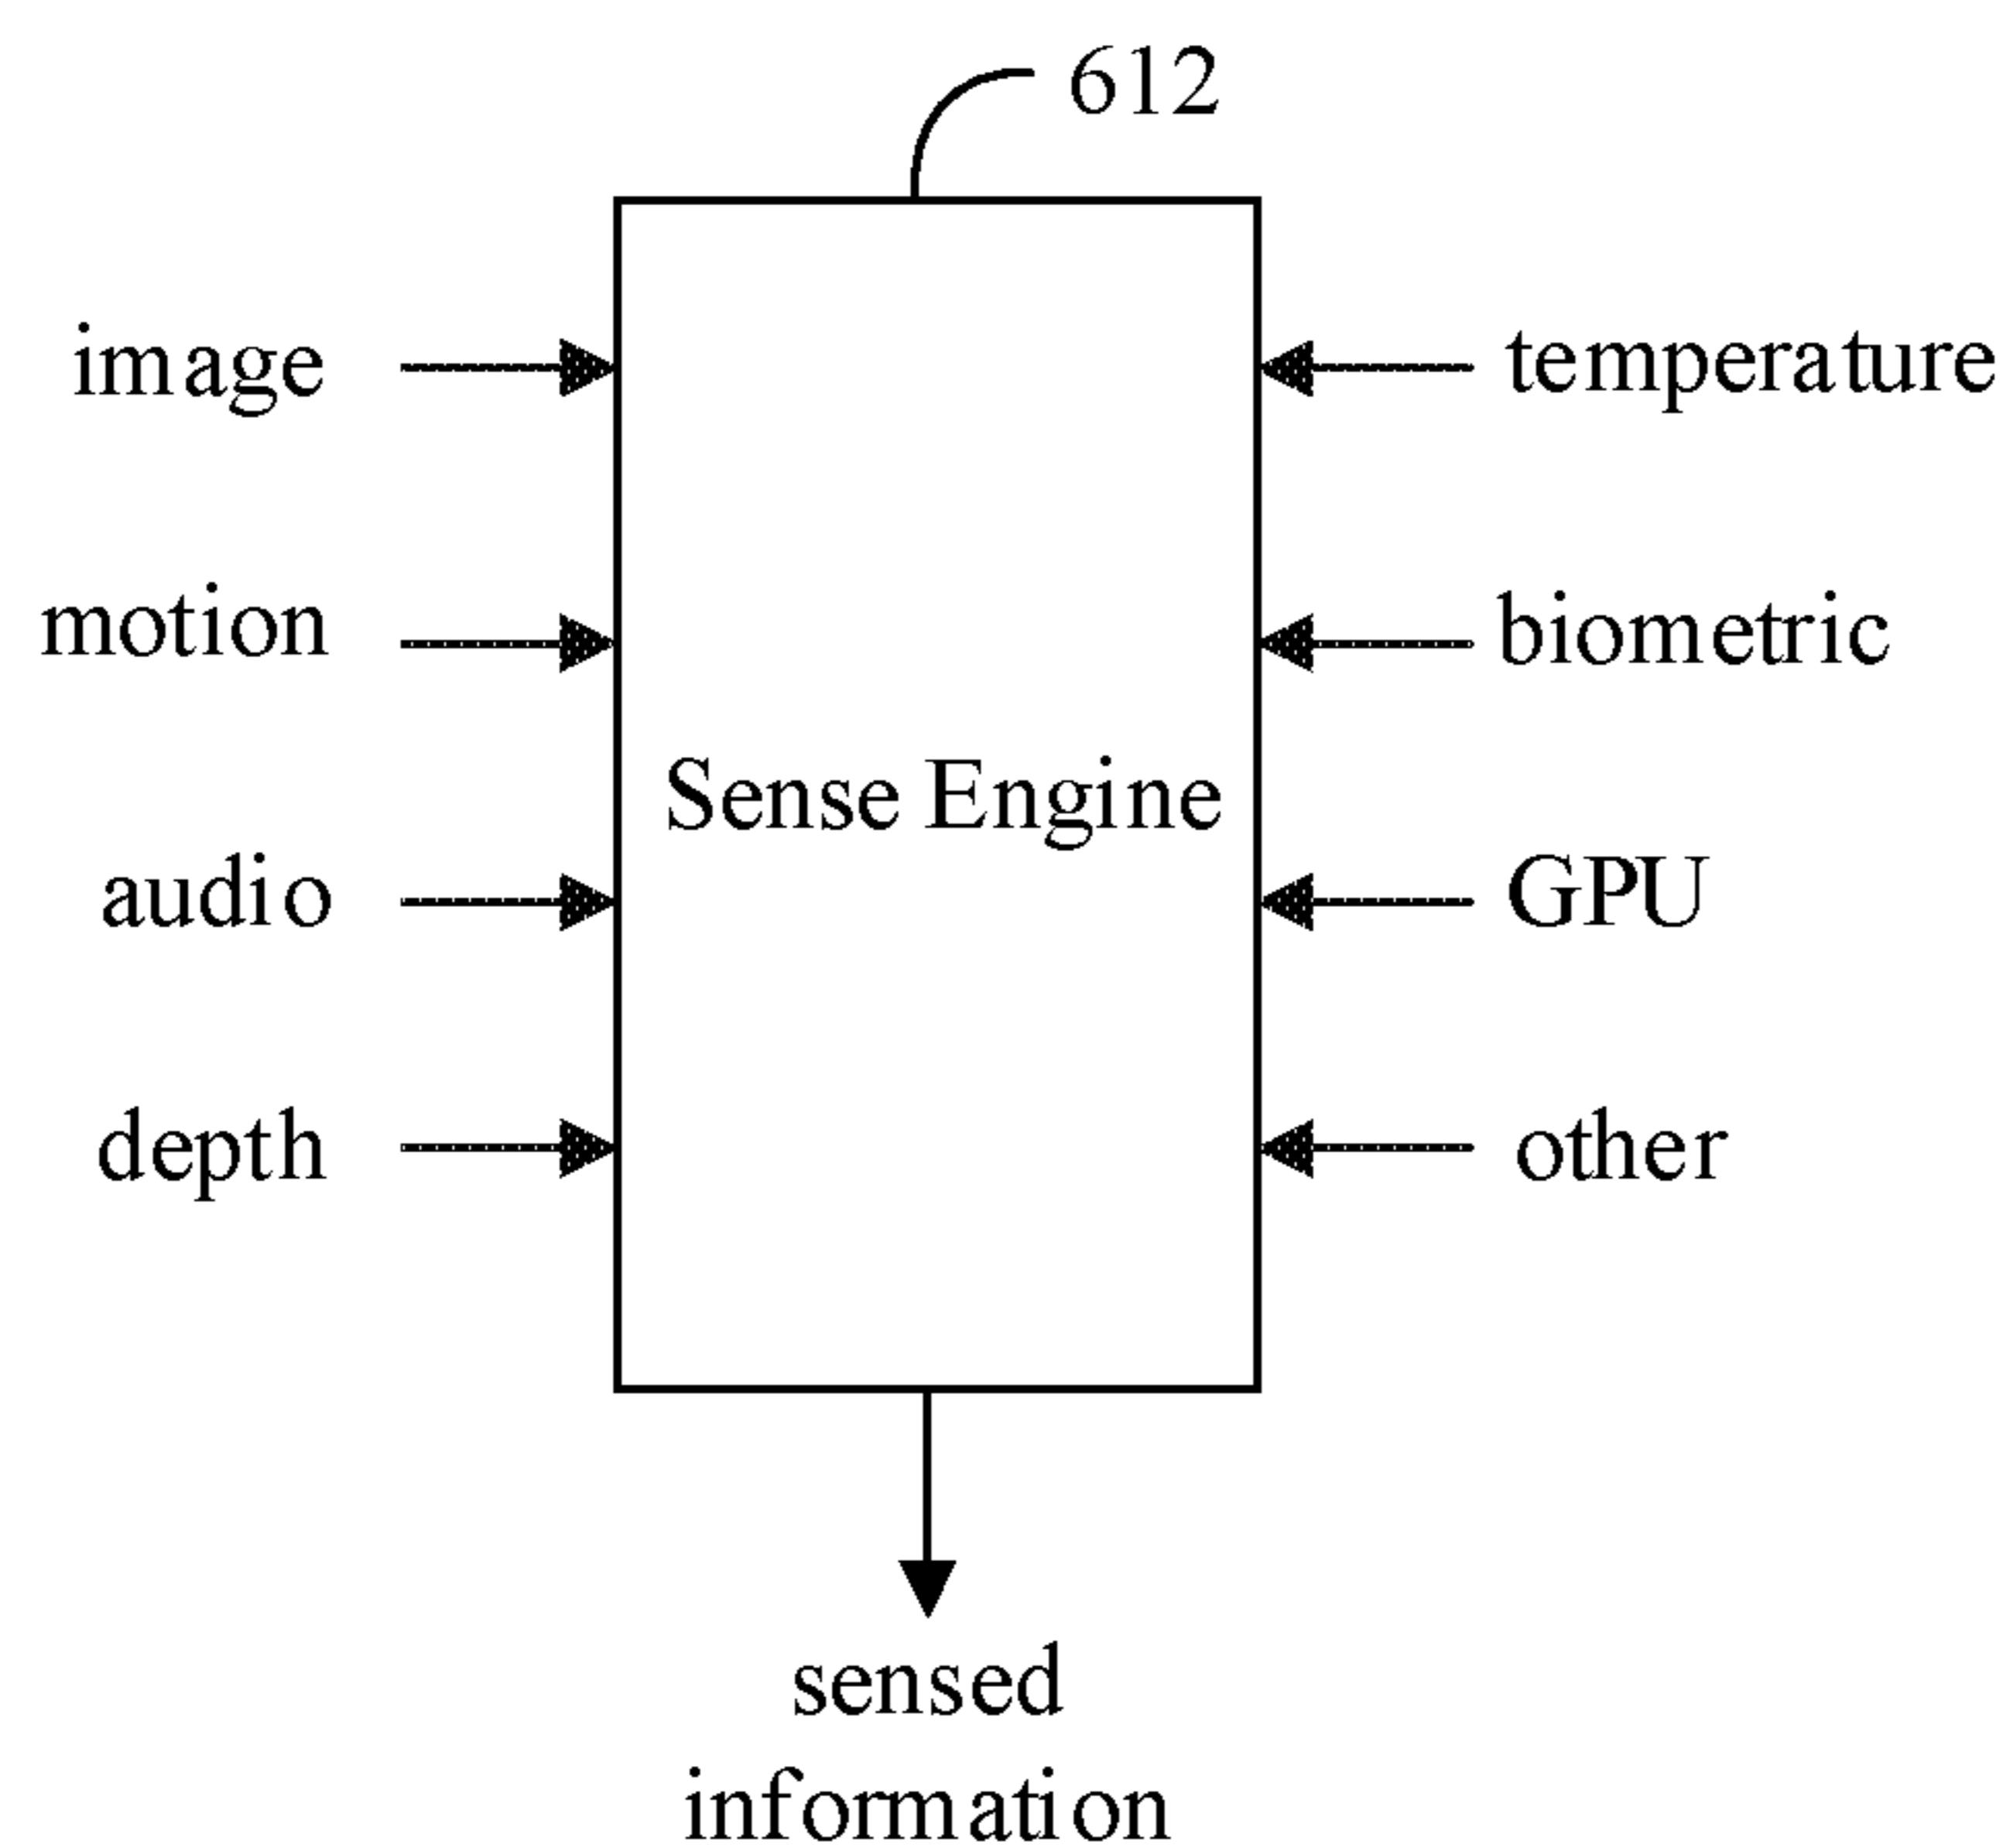 612
image
temperature
motion
biometric
Sense Engine
audio
GPU
depth
other
sensed
information